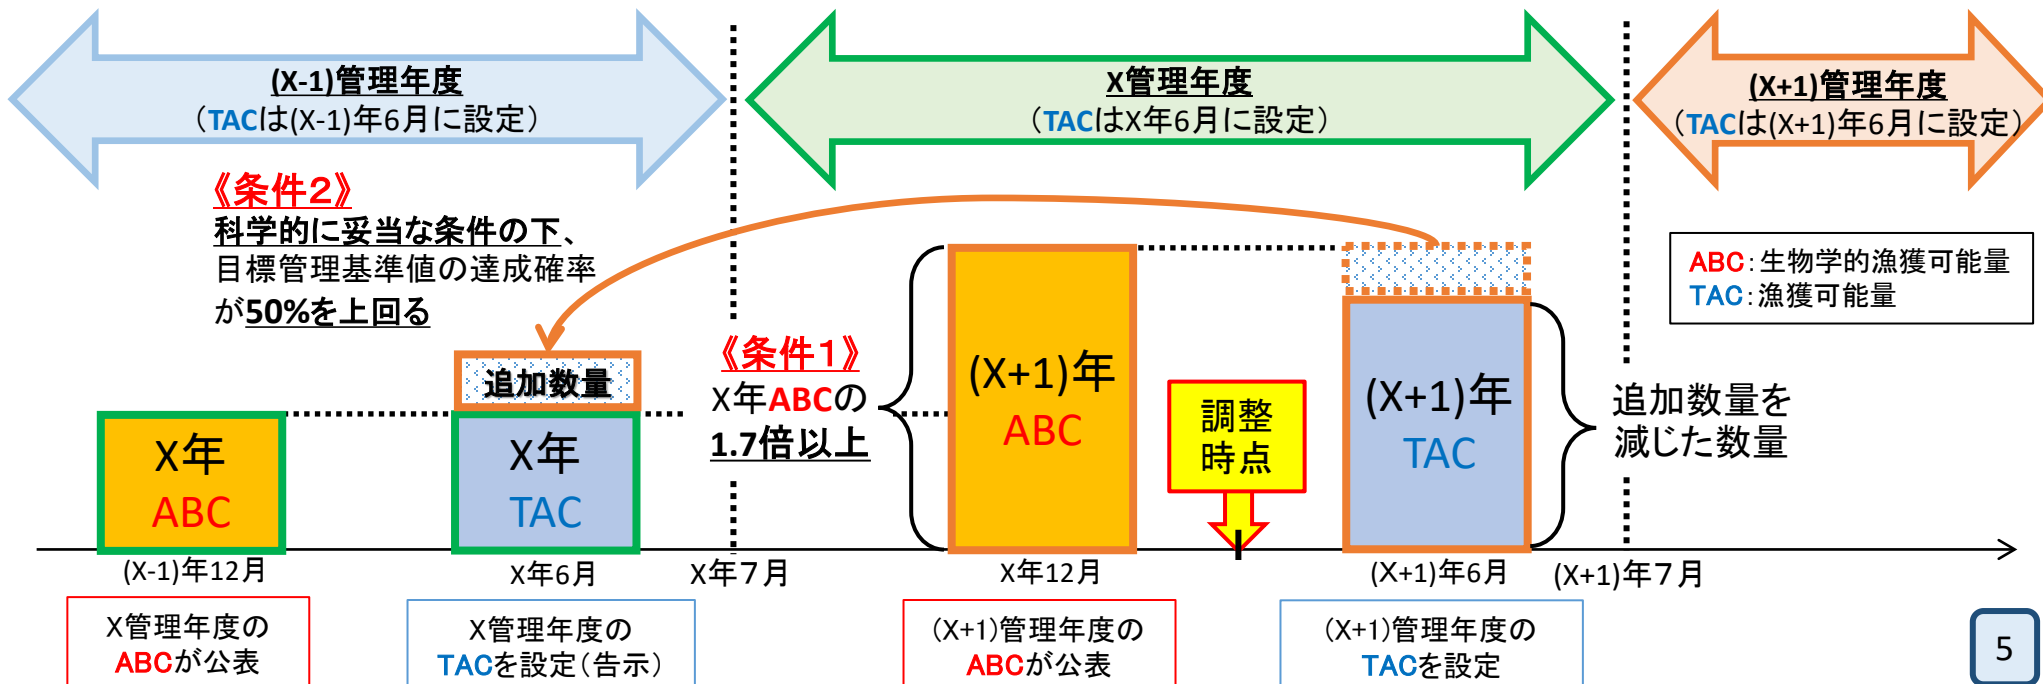 (X-1)管理年度
（TACは(X-1)年6月に設定）
X管理年度
（TACはX年6月に設定）
(X+1)管理年度
（TACは(X+1)年6月に設定）
《条件２》
科学的に妥当な条件の下、
目標管理基準値の達成確率
が50%を上回る
ABC：生物学的漁獲可能量
TAC：漁獲可能量
追加数量
《条件１》
X年ABCの
1.7倍以上
X年
ABC
X年
TAC
(X+1)年
ABC
調整
時点
(X+1)年
TAC
追加数量を
減じた数量
(X-1)年12月
X年6月
X年７月
X年12月
(X+1)年6月
(X+1)年７月
X管理年度の
ABCが公表
X管理年度の
TACを設定（告示）
(X+1)管理年度の
ABCが公表
(X+1)管理年度の
TACを設定
5